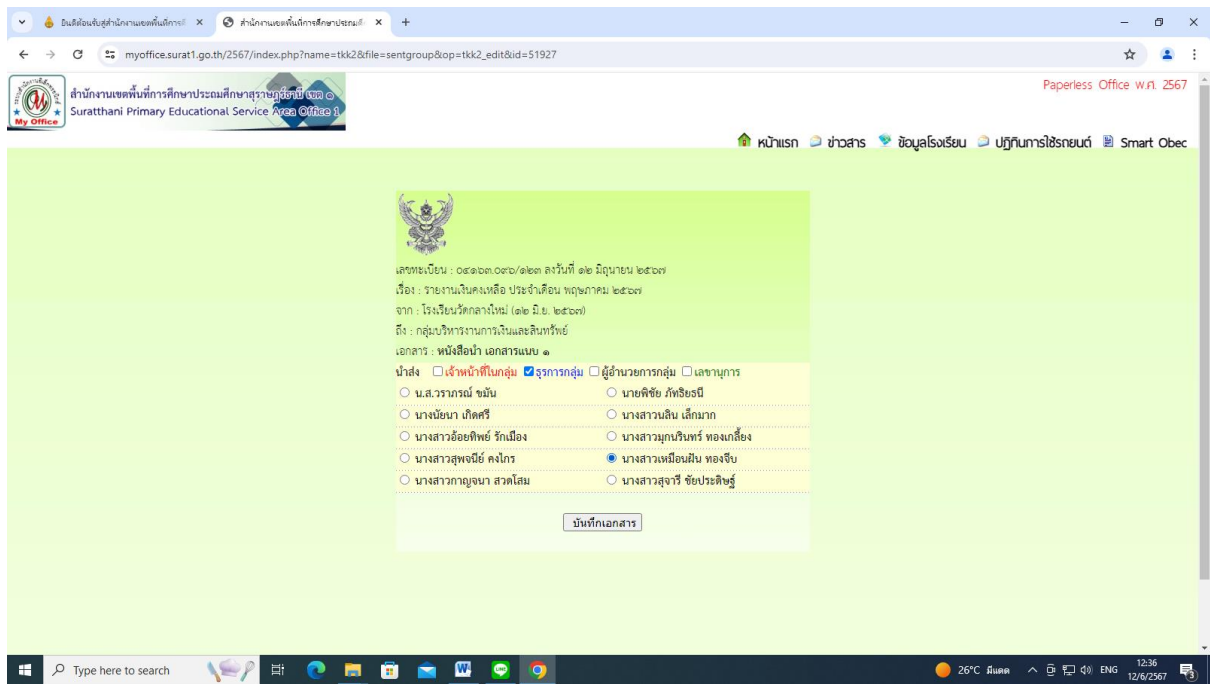 ยินดีต้อนรับสู่สำนักงานเขตพื้นที่การศึ
สำนักงานเขตพื้นที่การศึกษาประถมศึ
myoffice.surat1.go.th/2567/index.php?name=tkk2&file=sentgroup&op=tkk2_edit&id=51927
My Office
สำนักงานเขตพื้นที่การศึกษาประถมศึกษาสุราษฎร์ธานี เขต ๑
Suratthani Primary Educational Service Area Office 1
Paperless Office พ.ศ. 2567
หน้าแรก ข่าวสาร ข้อมูลโรงเรียน ปฏิทินการใช้รถยนต์ Smart Obec
เลขทะเบียน : ๐๔๑๖๓.๐๙๖/๑๒๓ ลงวันที่ ๑๒ มิถุนายน ๒๕๖๗
เรื่อง : รายงานเงินคงเหลือ ประจำเดือน พฤษภาคม ๒๕๖๗
จาก : โรงเรียนวัดกลางใหม่ (๑๒ มิ.ย. ๒๕๖๗)
ถึง : กลุ่มบริหารงานการเงินและสินทรัพย์
เอกสาร : หนังสือนำ เอกสารแนบ ๑
นำส่ง เจ้าหน้าที่ในกลุ่ม ธุรการกลุ่ม ผู้อำนวยการกลุ่ม เลขานุการ
น.ส.วราภรณ์ ขมัน นายพิชัย ภัทริยธนี
นางนัยนา เกิดศรี นางสาวนลิน เล็กมาก
นางสาวอ้อยทิพย์ รักเมือง นางสาวมุกนรินทร์ ทองเกลี้ยง
นางสาวสุพจนีย์ คงไกร นางสาวเหมือนฝัน ทองจีบ
นางสาวกาญจนา สวดโสม นางสาวสุจารี ชัยประดิษฐ์
บันทึกเอกสาร
Type here to search
26°C มีแดด ENG 12:36
12/6/2567